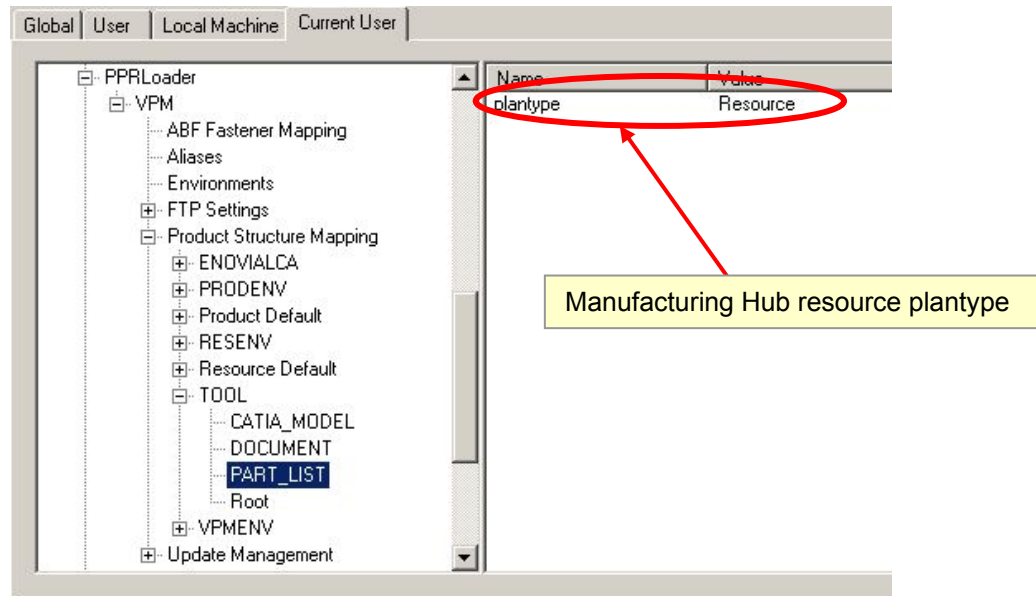 Global User Local Machine Current User
PPRLoader
VPM
ABF Fastener Mapping
Aliases
Environments
FTP Settings
Product Structure Mapping
ENOVIALCA
PRODENV
Product Default
RESENV
Resource Default
TOOL
CATIA_MODEL
DOCUMENT
PART_LIST
Root
VPMENV
Update Management
Name Value
plantype Resource
Manufacturing Hub resource plantype